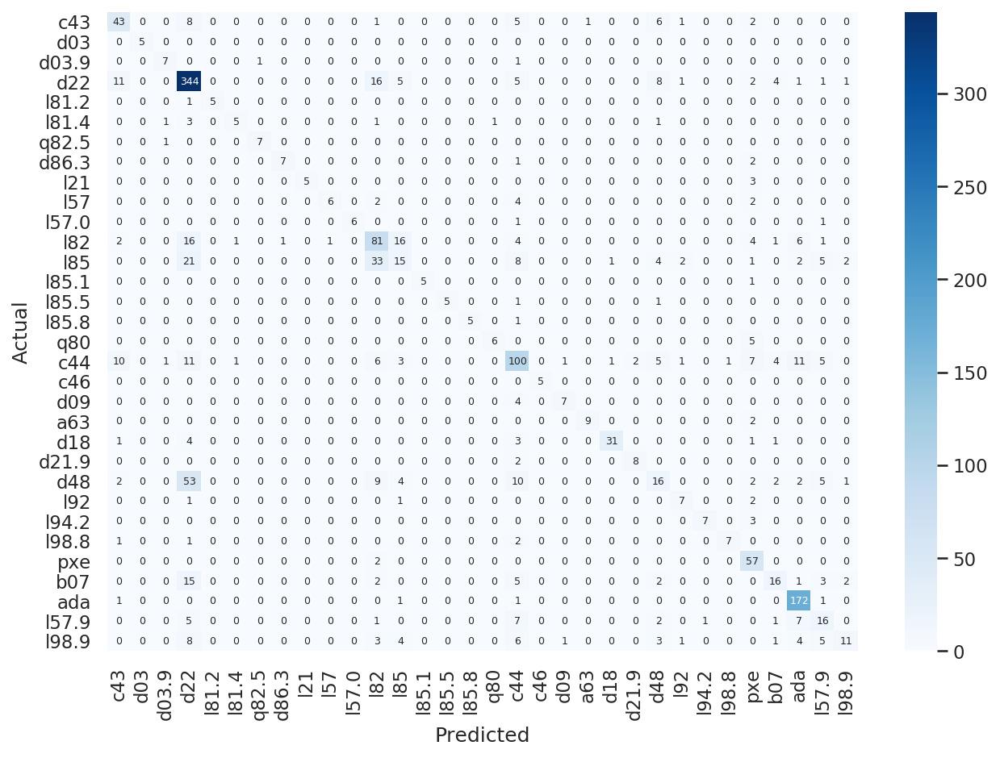 c43 43 0 0 8 0 0 0 0 0 0 0 1 0 0 0 0 0 5 0 0 1 0 0 6 1 0 0 2 0 0 0 0
d03 0 5 0 0 0 0 0 0 0 0 0 0 0 0 0 0 0 0 0 0 0 0 0 0 0 0 0 0 0 0 0 0
d03.9 0 0 7 0 0 0 1 0 0 0 0 0 0 0 0 0 0 1 0 0 0 0 0 0 0 0 0 0 0 0 0 0
d22 11 0 0 344 0 0 0 0 0 0 0 16 5 0 0 0 0 5 0 0 0 0 0 8 1 0 0 2 4 1 1 1
l81.2 0 0 0 1 5 0 0 0 0 0 0 0 0 0 0 0 0 0 0 0 0 0 0 0 0 0 0 0 0 0 0 0
l81.4 0 0 1 3 0 5 0 0 0 0 0 1 0 0 0 0 1 0 0 0 0 0 0 1 0 0 0 0 0 0 0 0
q82.5 0 0 1 0 0 0 7 0 0 0 0 0 0 0 0 0 0 0 0 0 0 0 0 0 0 0 0 0 0 0 0 0
d86.3 0 0 0 0 0 0 0 7 0 0 0 0 0 0 0 0 0 1 0 0 0 0 0 0 0 0 0 2 0 0 0 0
l21 0 0 0 0 0 0 0 0 5 0 0 0 0 0 0 0 0 0 0 0 0 0 0 0 0 0 0 3 0 0 0 0
l57 0 0 0 0 0 0 0 0 0 6 0 2 0 0 0 0 0 4 0 0 0 0 0 0 0 0 0 2 0 0 0 0
l57.0 0 0 0 0 0 0 0 0 0 0 6 0 0 0 0 0 0 1 0 0 0 0 0 0 0 0 0 0 0 0 1 0
l82 2 0 0 16 0 1 0 1 0 1 0 81 16 0 0 0 0 4 0 0 0 0 0 0 0 0 0 4 1 6 1 0
l85 0 0 0 21 0 0 0 0 0 0 0 33 15 0 0 0 0 8 0 0 0 1 0 4 2 0 0 1 0 2 5 2
l85.1 0 0 0 0 0 0 0 0 0 0 0 0 0 5 0 0 0 0 0 0 0 0 0 0 0 0 0 1 0 0 0 0
l85.5 0 0 0 0 0 0 0 0 0 0 0 0 0 0 5 0 0 1 0 0 0 0 0 1 0 0 0 0 0 0 0 0
l85.8 0 0 0 0 0 0 0 0 0 0 0 0 0 0 0 5 0 1 0 0 0 0 0 0 0 0 0 0 0 0 0 0
q80 0 0 0 0 0 0 0 0 0 0 0 0 0 0 0 0 6 0 0 0 0 0 0 0 0 0 0 5 0 0 0 0
c44 10 0 1 11 0 1 0 0 0 0 0 6 3 0 0 0 0 100 0 1 0 1 2 5 1 0 1 7 4 11 5 0
c46 0 0 0 0 0 0 0 0 0 0 0 0 0 0 0 0 0 0 5 0 0 0 0 0 0 0 0 0 0 0 0 0
d09 0 0 0 0 0 0 0 0 0 0 0 0 0 0 0 0 0 4 0 7 0 0 0 0 0 0 0 0 0 0 0 0
a63 0 0 0 0 0 0 0 0 0 0 0 0 0 0 0 0 0 0 0 0 9 0 0 0 0 0 0 2 0 0 0 0
d18 1 0 0 4 0 0 0 0 0 0 0 0 0 0 0 0 0 3 0 0 0 31 0 0 0 0 0 1 1 0 0 0
d21.9 0 0 0 0 0 0 0 0 0 0 0 0 0 0 0 0 0 2 0 0 0 0 8 0 0 0 0 0 0 0 0 0
d48 2 0 0 53 0 0 0 0 0 0 0 9 4 0 0 0 0 10 0 0 0 0 0 16 0 0 0 2 2 2 5 1
l92 0 0 0 1 0 0 0 0 0 0 0 0 1 0 0 0 0 0 0 0 0 0 0 0 7 0 0 2 0 0 0 0
l94.2 0 0 0 0 0 0 0 0 0 0 0 0 0 0 0 0 0 0 0 0 0 0 0 0 0 7 0 3 0 0 0 0
l98.8 1 0 0 1 0 0 0 0 0 0 0 0 0 0 0 0 0 2 0 0 0 0 0 0 0 0 7 0 0 0 0 0
pxe 0 0 0 0 0 0 0 0 0 0 0 2 0 0 0 0 0 0 0 0 0 0 0 0 0 0 0 57 0 0 0 0
b07 0 0 0 15 0 0 0 0 0 0 0 2 0 0 0 0 0 5 0 0 0 0 0 2 0 0 0 0 16 1 3 2
ada 1 0 0 0 0 0 0 0 0 0 0 0 1 0 0 0 0 1 0 0 0 0 0 0 0 0 0 0 0 172 1 0
l57.9 0 0 0 5 0 0 0 0 0 0 0 1 0 0 0 0 0 7 0 0 0 0 0 2 0 1 0 0 1 7 16 0
l98.9 0 0 0 8 0 0 0 0 0 0 0 3 4 0 0 0 0 6 0 1 0 0 0 3 1 0 0 0 1 4 5 11
c43 d03 d03.9 d22 l81.2 l81.4 q82.5 d86.3 l21 l57 l57.0 l82 l85 l85.1 l85.5 l85.8 q80 c44 c46 d09 a63 d18 d21.9 d48 l92 l94.2 l98.8 pxe b07 ada l57.9 l98.9
Predicted
Actual
300
250
200
150
100
50
0